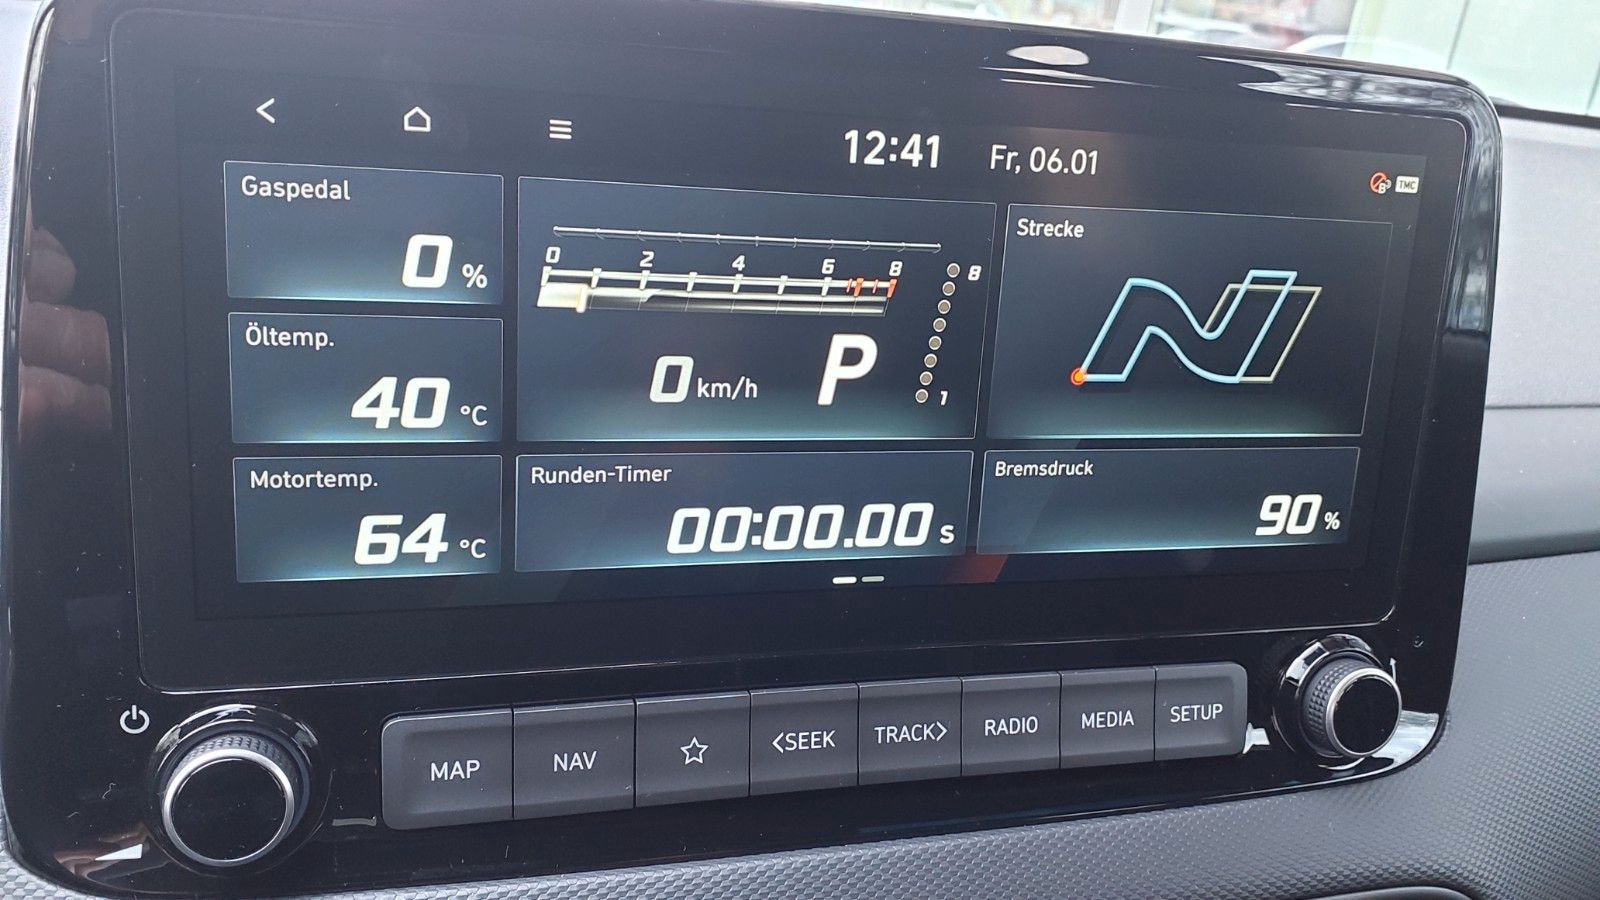 12:41 Fr, 06.01
TMC
Gaspedal
0 %
Öltemp.
40 °C
Motortemp.
64 °C
0 2 4 6 8
8
1
0 km/h P
Runden-Timer
00:00.00 s
Strecke
N
Bremsdruck
90 %
MAP
NAV
<SEEK
TRACK>
RADIO
MEDIA
SETUP